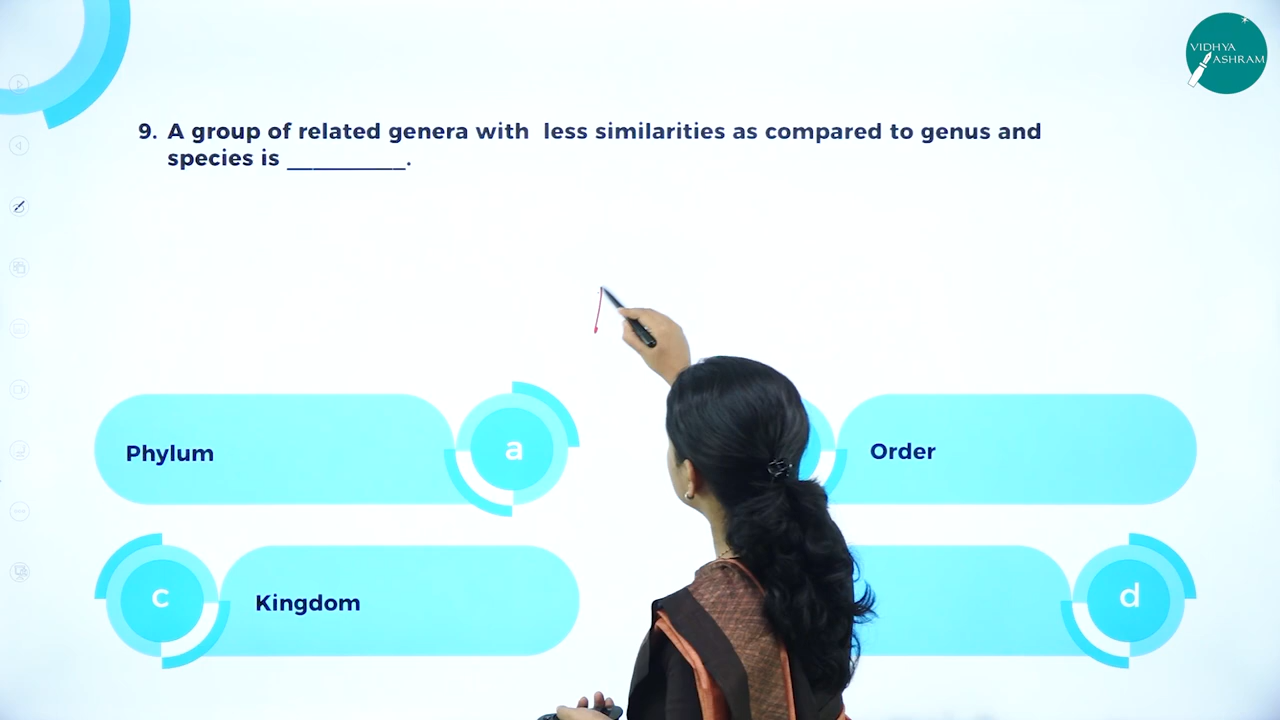 VIDHYA
ASHRAM
9. A group of related genera with less similarities as compared to genus and
species is __________.
Phylum
a
Order
c
Kingdom
d